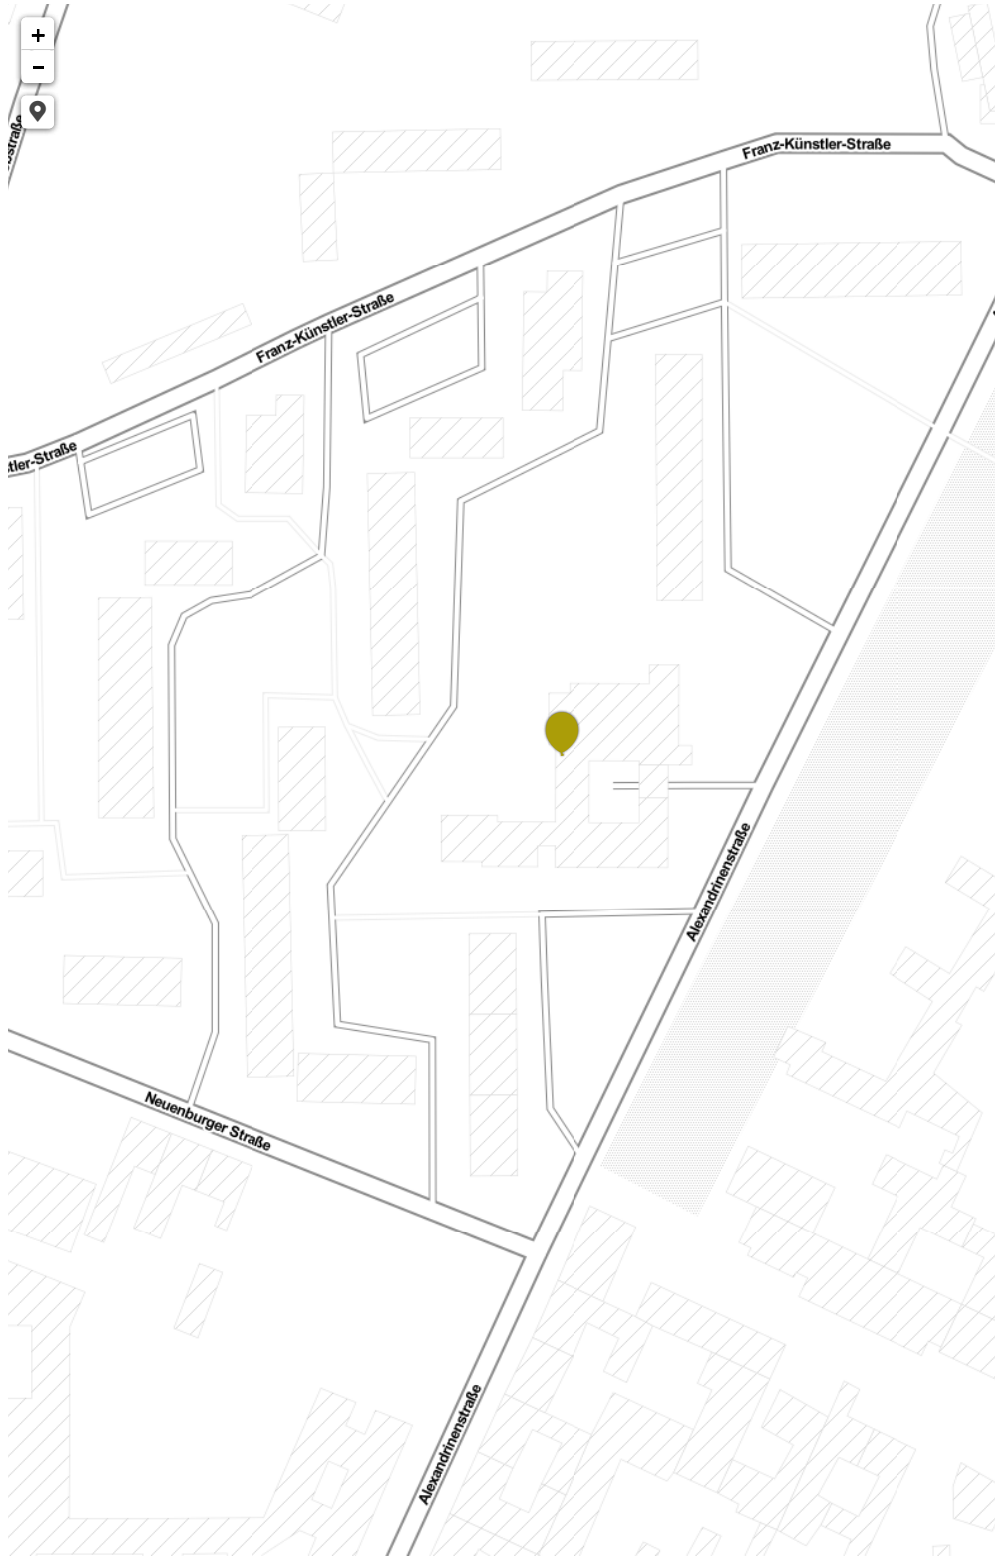 +
−
Franz-Künstler-Straße
Franz-Künstler-Straße
tler-Straße
Alexandrinenstraße
Neuenburger Straße
Alexandrinenstraße